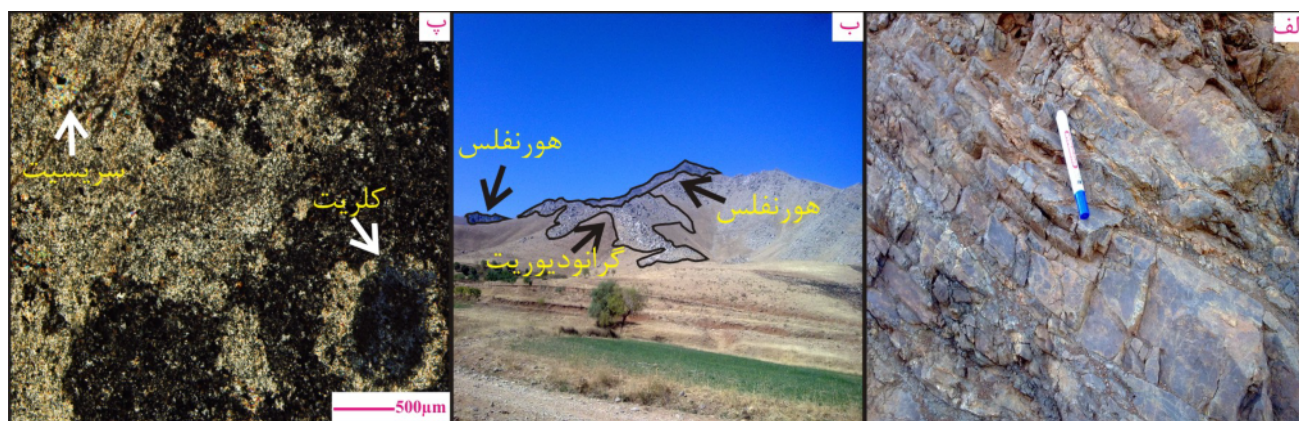 الف
ب
هورنفلس
هورنفلس
گرانودیوریت
پ
سریسیت
کلریت
500µm